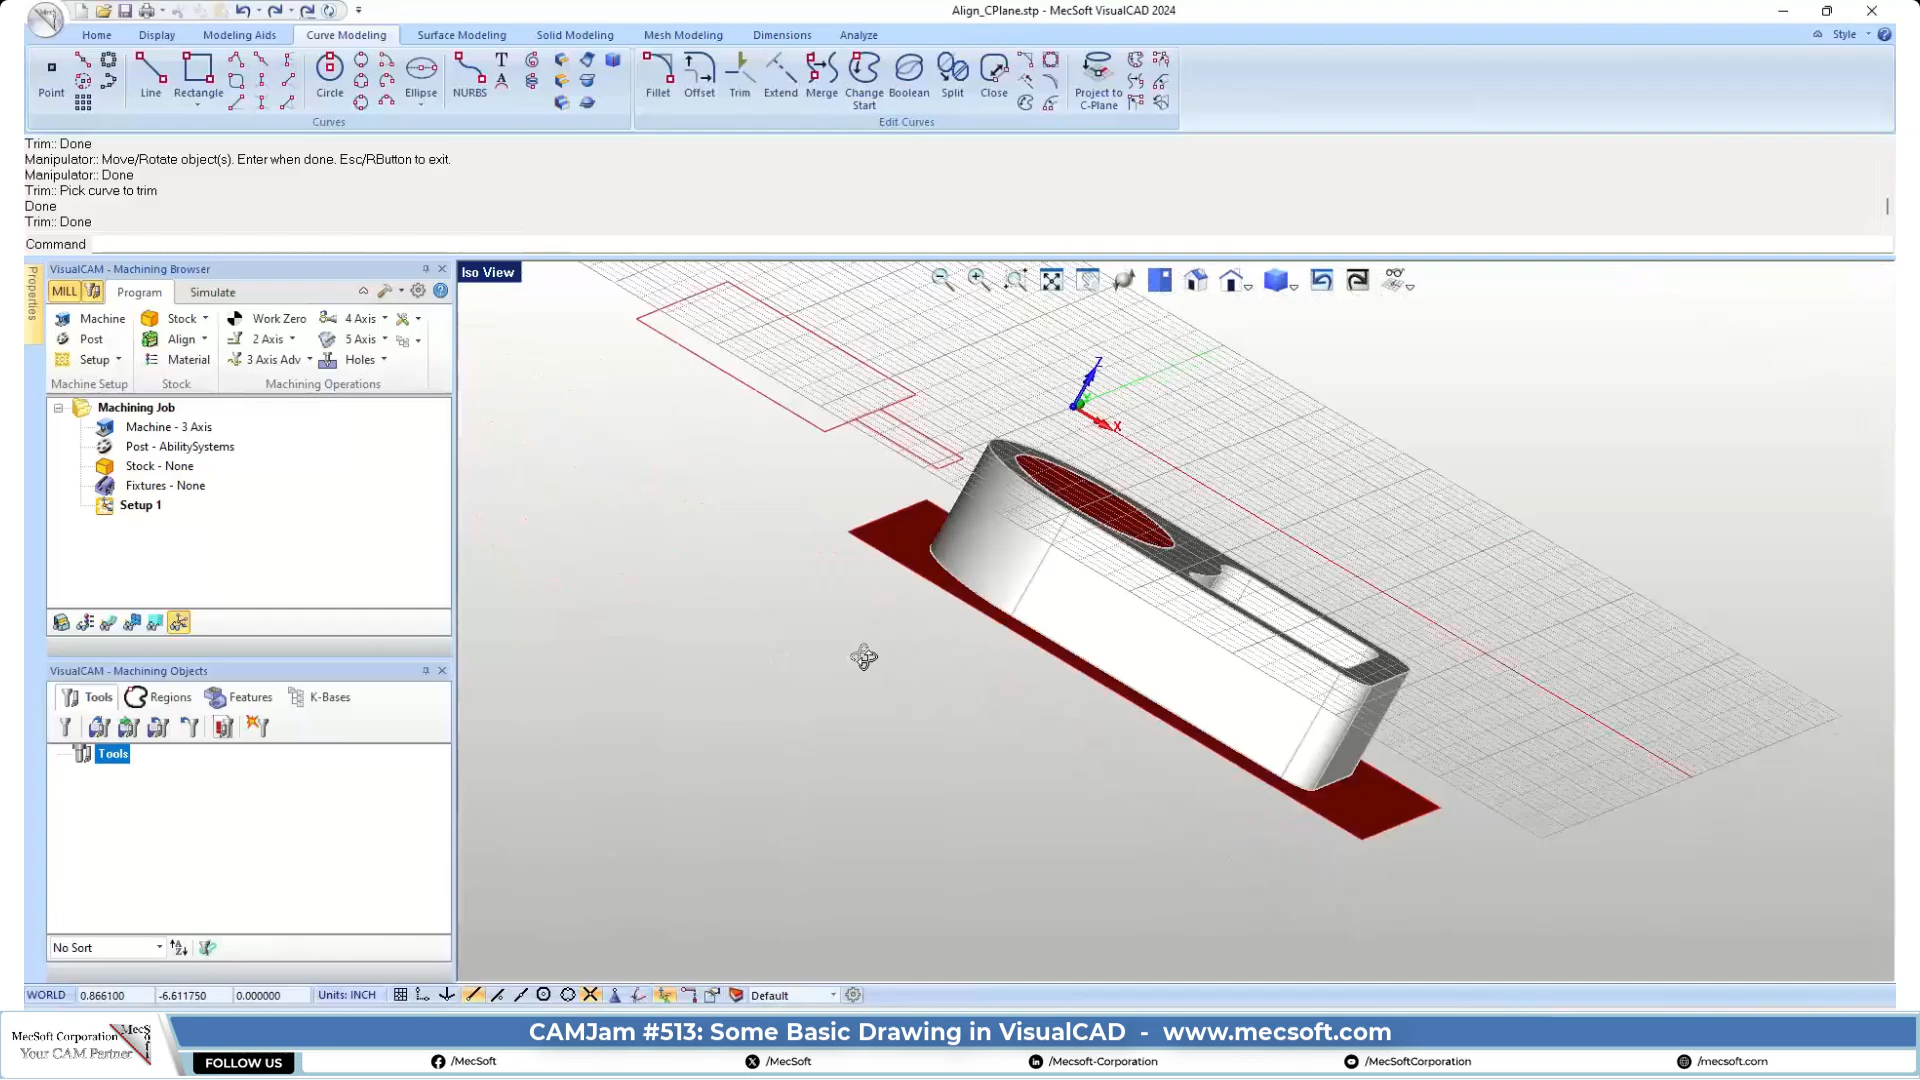 Align_CPlane.stp - MecSoft VisualCAD 2024
Home
Display
Modeling Aids
Curve Modeling
Surface Modeling
Solid Modeling
Mesh Modeling
Dimensions
Analyze
Style
Point
Line
Rectangle
Circle
Ellipse
NURBS
Fillet
Offset
Trim
Extend
Merge
Change Start
Boolean
Split
Close
Project to C-Plane
Curves
Edit Curves
Trim:: Done
Manipulator:: Move/Rotate object(s). Enter when done. Esc/RButton to exit.
Manipulator:: Done
Trim:: Pick curve to trim
Done
Trim:: Done
Command
Properties
VisualCAM - Machining Browser
MILL
Program
Simulate
Machine
Stock
Work Zero
4 Axis
Post
Align
2 Axis
5 Axis
Setup
Material
3 Axis Adv
Holes
Machine Setup
Stock
Machining Operations
Machining Job
Machine - 3 Axis
Post - AbilitySystems
Stock - None
Fixtures - None
Setup 1
VisualCAM - Machining Objects
Tools
Regions
Features
K-Bases
Tools
No Sort
Iso View
Z
Y
X
WORLD
0.866100
-6.611750
0.000000
Units: INCH
Default
MecSoft Corporation
Your CAM Partner
MecS
CAMJam #513: Some Basic Drawing in VisualCAD - www.mecsoft.com
FOLLOW US
/MecSoft
/MecSoft
/Mecsoft-Corporation
/MecSoftCorporation
/mecsoft.com